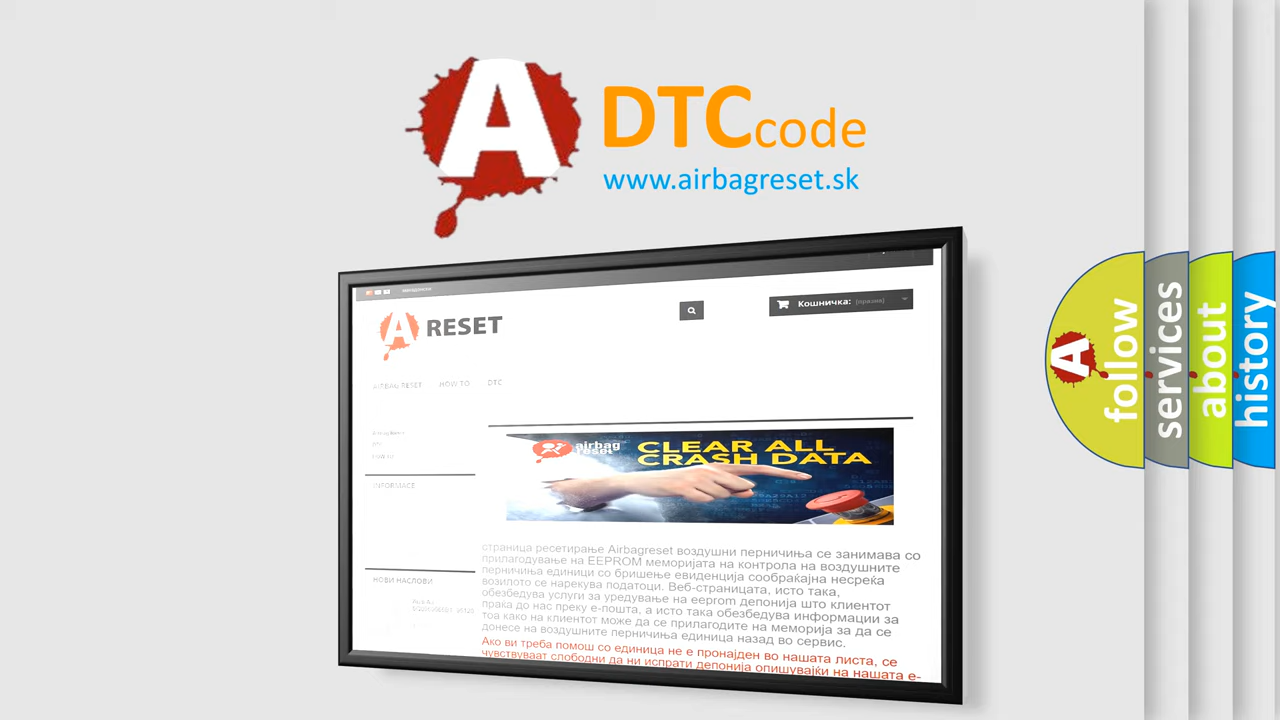 A
DTC code
www.airbagreset.sk
A RESET
Кошничка: (празна)
AIRBAG RESET HOW TO DTC
INFORMACE
НОВИ НАСЛОВИ
airbag reset
CLEAR ALL
CRASH DATA
страница ресетирање Airbagreset воздушни перничиња се занимава со
прилагодување на EEPROM меморијата на контрола на воздушните
перничиња единици со бришење евиденција сообраќајна несреќа
возилото се нарекува податоци. Веб-страницата, исто така,
обезбедува услуги за уредување на eeprom депонија што клиентот
праќа до нас преку е-пошта, а исто така обезбедува информации за
тоа како на клиентот може да се прилагодите на меморија за да се
донесе на воздушните перничиња единица назад во сервис.
Ако ви треба помош со единица не е пронајден во нашата листа, се
чувствуваат слободни да ни испрати депонија опишувајќи на нашата е-
A
follow
services
about
history